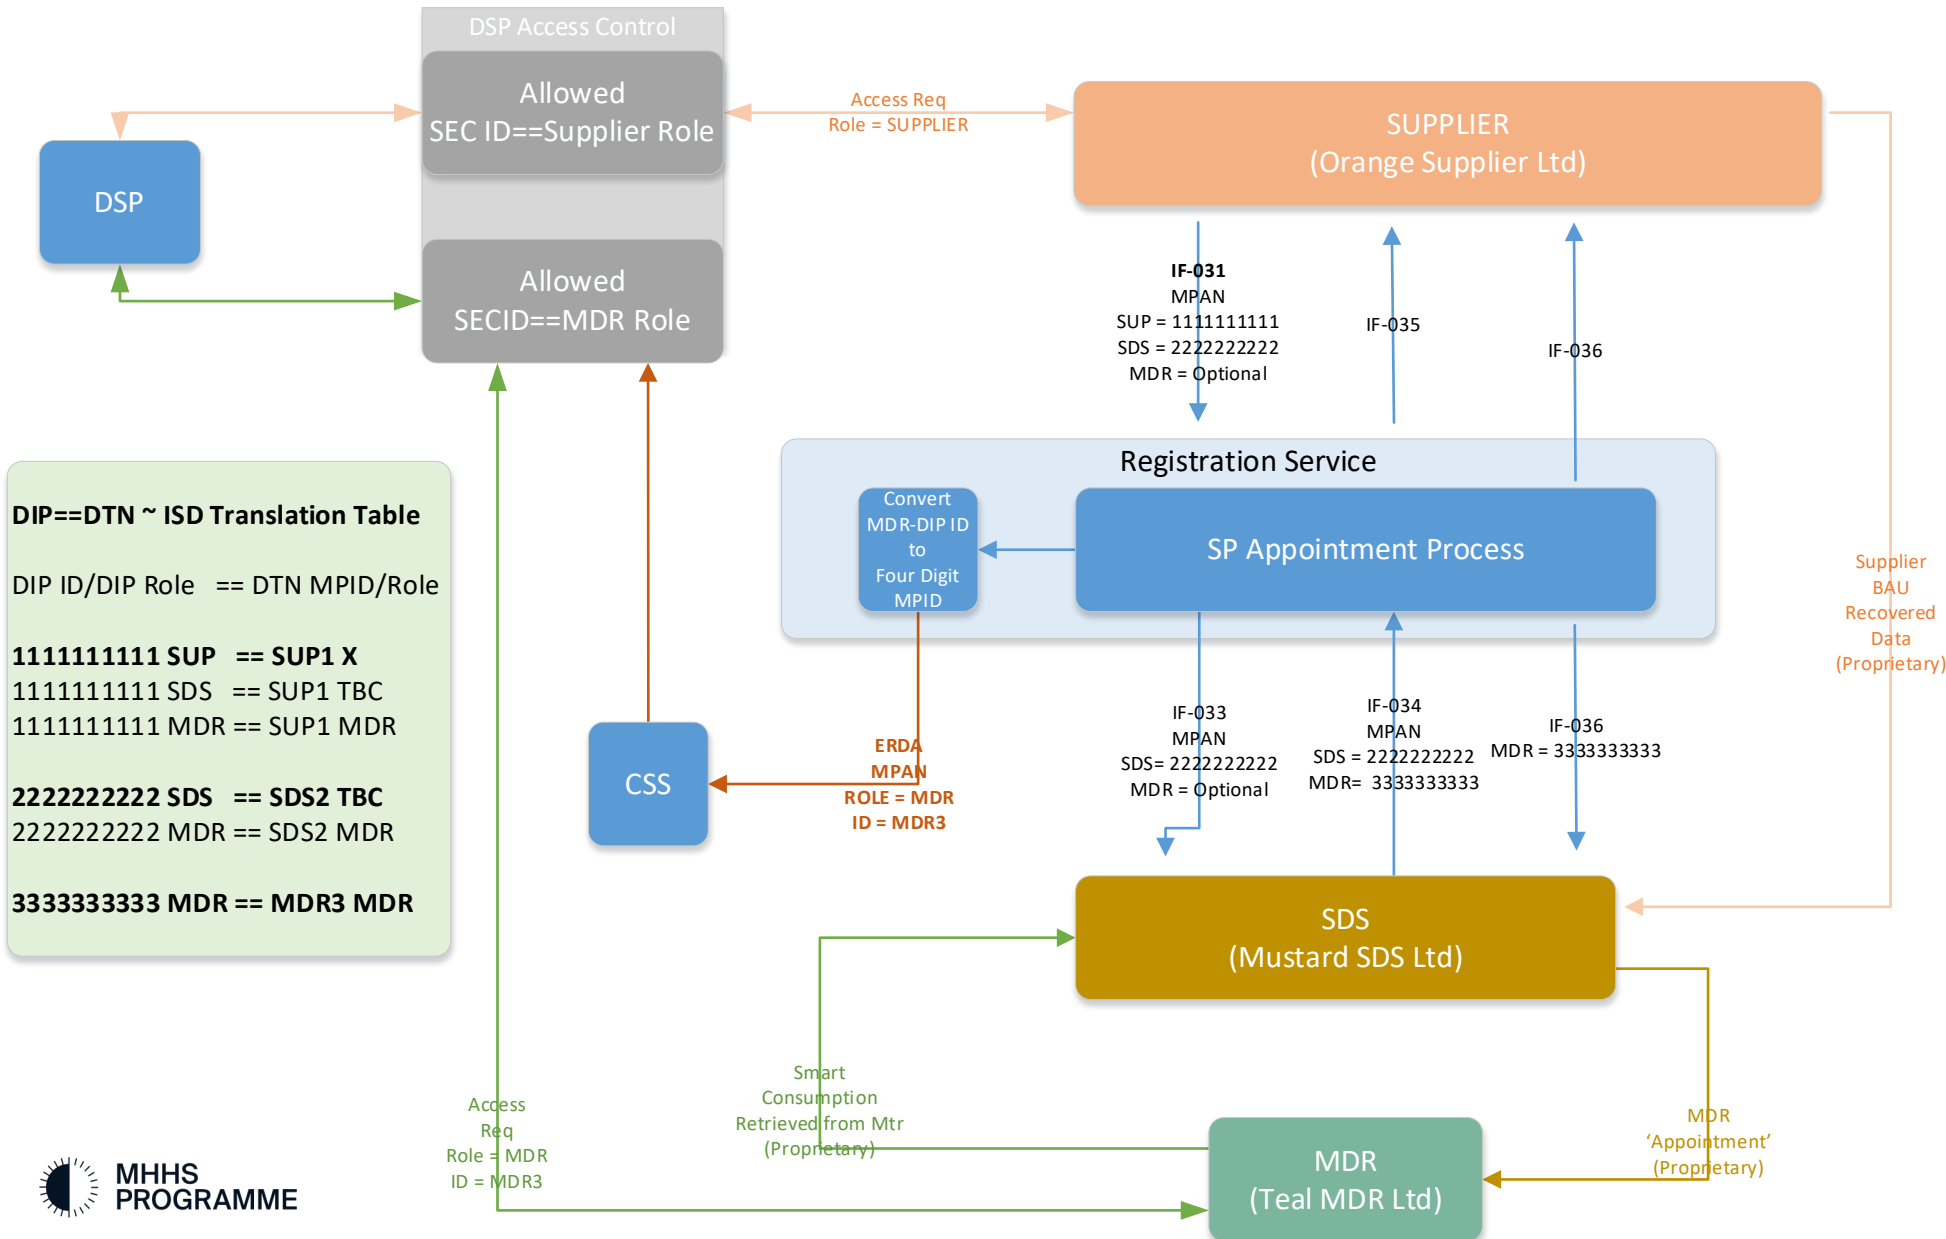 DSP Access Control
Allowed
SEC ID==Supplier Role
Access Req
Role = SUPPLIER
SUPPLIER
(Orange Supplier Ltd)
DSP
Allowed
SECID==MDR Role
IF-031
MPAN
SUP = 1111111111
SDS = 2222222222
MDR = Optional
IF-035
IF-036
Registration Service
Convert
MDR-DIP ID
to
Four Digit
MPID
SP Appointment Process
DIP==DTN ~ ISD Translation Table
DIP ID/DIP Role == DTN MPID/Role
1111111111 SUP == SUP1 X
1111111111 SDS == SUP1 TBC
1111111111 MDR == SUP1 MDR
2222222222 SDS == SDS2 TBC
2222222222 MDR == SDS2 MDR
3333333333 MDR == MDR3 MDR
Supplier
BAU
Recovered
Data
(Proprietary)
CSS
ERDA
MPAN
ROLE = MDR
ID = MDR3
IF-033
MPAN
SDS= 2222222222
MDR = Optional
IF-034
MPAN
SDS = 2222222222
MDR= 3333333333
IF-036
MDR = 3333333333
SDS
(Mustard SDS Ltd)
Smart
Consumption
Retrieved from Mtr
(Proprietary)
Access
Req
Role = MDR
ID = MDR3
MDR
‘Appointment’
(Proprietary)
MDR
(Teal MDR Ltd)
MHHS
PROGRAMME